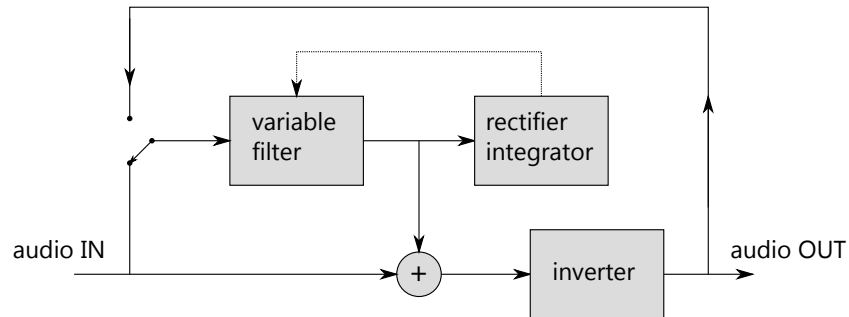 variable
filter
rectifier
integrator
audio IN
+
inverter
audio OUT